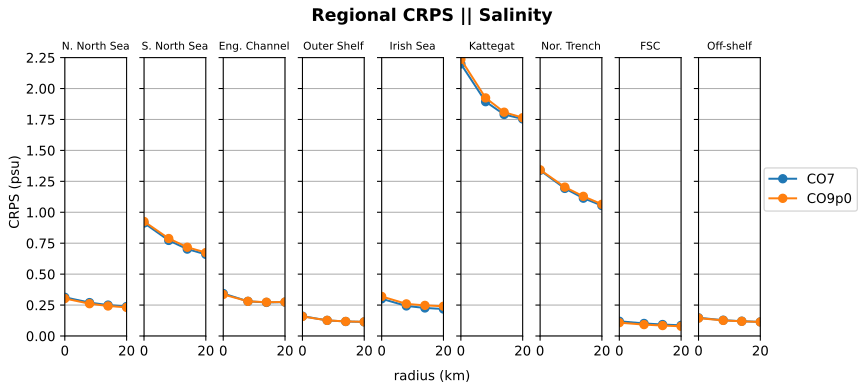 Regional CRPS || Salinity
N. North Sea S. North Sea Eng. Channel Outer Shelf Irish Sea Kattegat Nor. Trench FSC Off-shelf
2.25
2.00
1.75
1.50
1.25
1.00
0.75
0.50
0.25
0.00
CRPS (psu)
0 20 0 20 0 20 0 20 0 20 0 20 0 20 0 20 0 20
radius (km)
CO7
CO9p0